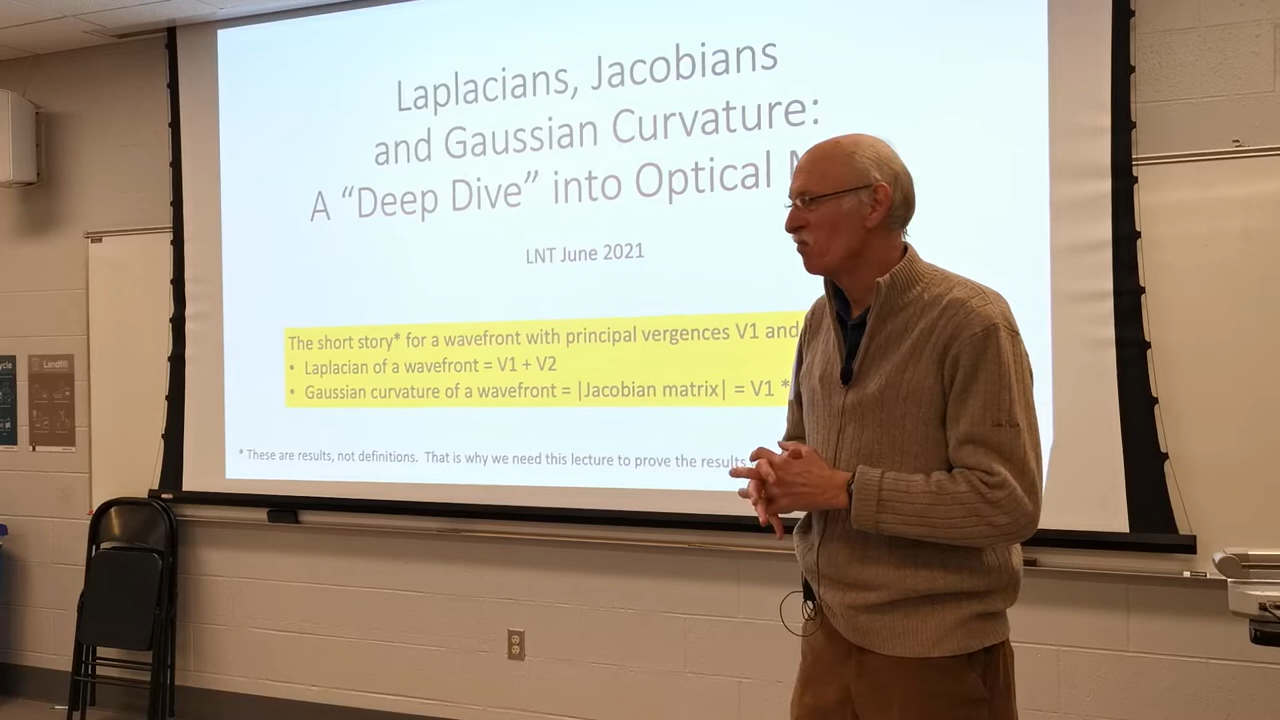 Laplacians, Jacobians
and Gaussian Curvature:
A “Deep Dive” into Optical
LNT June 2021
The short story* for a wavefront with principal vergences V1 and
• Laplacian of a wavefront = V1 + V2
• Gaussian curvature of a wavefront = |Jacobian matrix| = V1 *
* These are results, not definitions. That is why we need this lecture to prove the results
Landfill